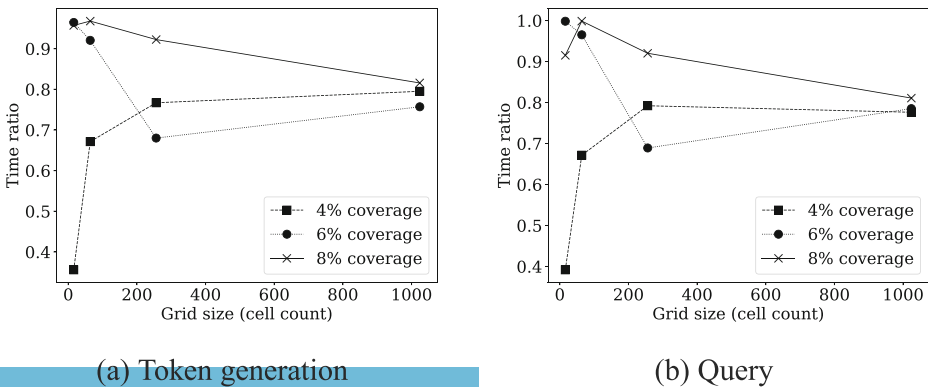 0.9
0.8
0.7
0.6
0.5
0.4
Time ratio
4% coverage
6% coverage
8% coverage
0 200 400 600 800 1000
Grid size (cell count)
(a) Token generation
1.0
0.9
0.8
0.7
0.6
0.5
0.4
Time ratio
4% coverage
6% coverage
8% coverage
0 200 400 600 800 1000
Grid size (cell count)
(b) Query